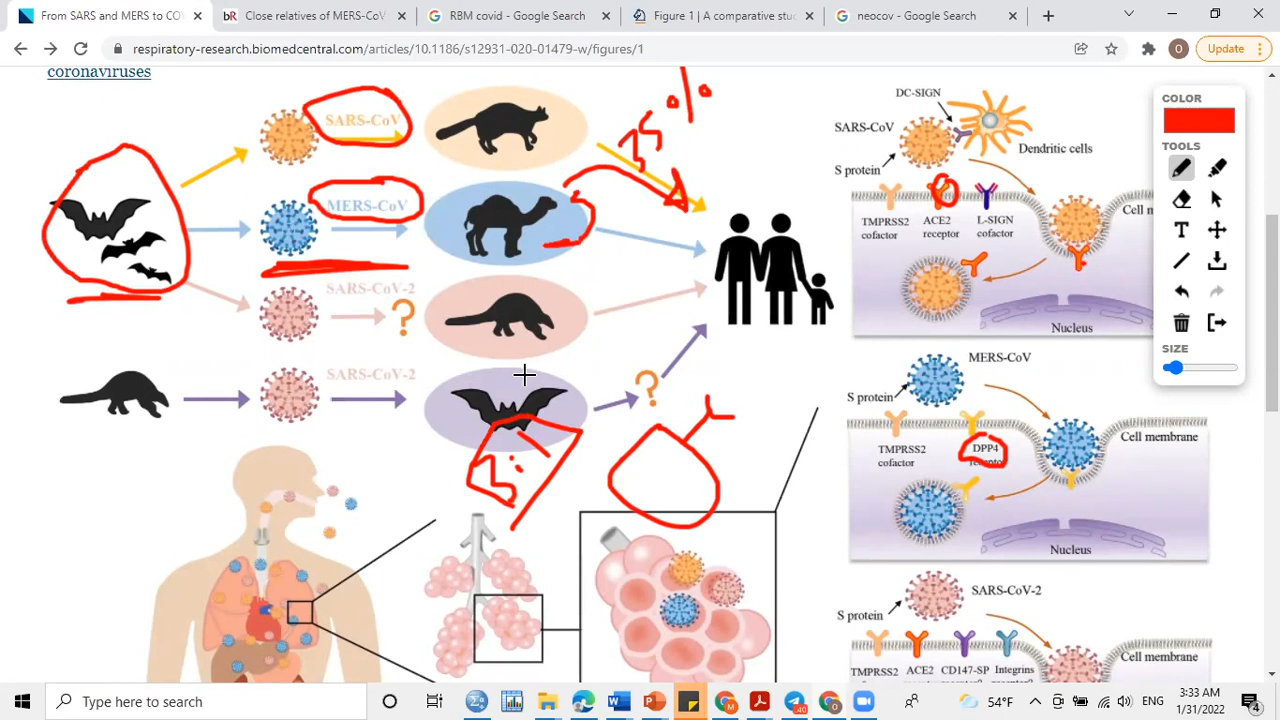 From SARS and MERS to CO
Close relatives of MERS-CoV
RBM covid - Google Search
Figure 1 | A comparative stu
neocov - Google Search
respiratory-research.biomedcentral.com/articles/10.1186/s12931-020-01479-w/figures/1
O
Update
coronaviruses
COLOR
TOOLS
SIZE
SARS-CoV
MERS-CoV
SARS-CoV-2
?
SARS-CoV-2
?
35%
DC-SIGN
SARS-CoV
Dendritic cells
S protein
TMPRSS2
cofactor
ACE2
receptor
L-SIGN
cofactor
Cell m
Nucleus
MERS-CoV
S protein
TMPRSS2
cofactor
DPP4
receptor
Cell membrane
Nucleus
SARS-CoV-2
S protein
TMPRSS2
ACE2
CD147-SP
Integrins
Cell membrane
Type here to search
40
54°F
ENG
3:33 AM
1/31/2022
4